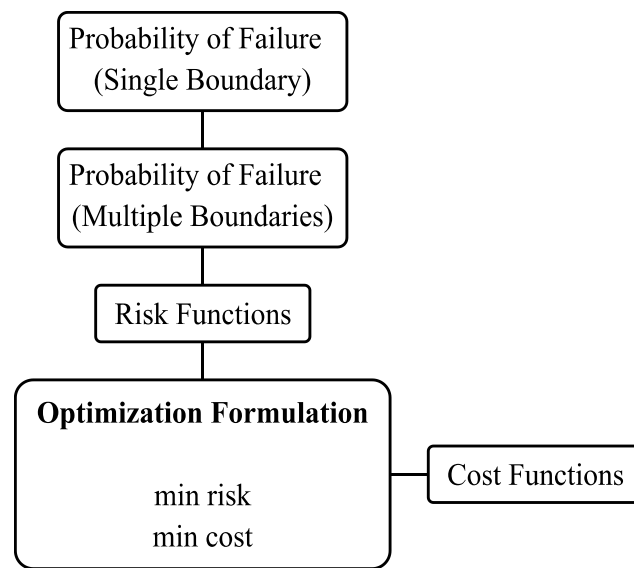 Probability of Failure
(Single Boundary)
Probability of Failure
(Multiple Boundaries)
Risk Functions
Optimization Formulation
min risk
min cost
Cost Functions